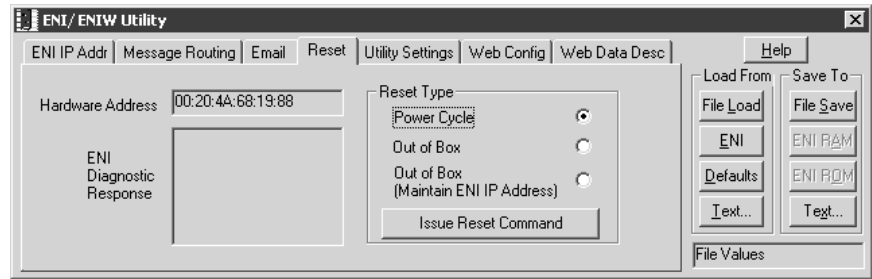 ENI/ENIW Utility
ENI IP Addr
Message Routing
Email
Reset
Utility Settings
Web Config
Web Data Desc
Hardware Address
00:20:4A:68:19:88
ENI
Diagnostic
Response
Reset Type
Power Cycle
Out of Box
Out of Box
(Maintain ENI IP Address)
Issue Reset Command
Help
Load From
File Load
ENI
Defaults
Text...
Save To
File Save
ENI RAM
ENI ROM
Text...
File Values